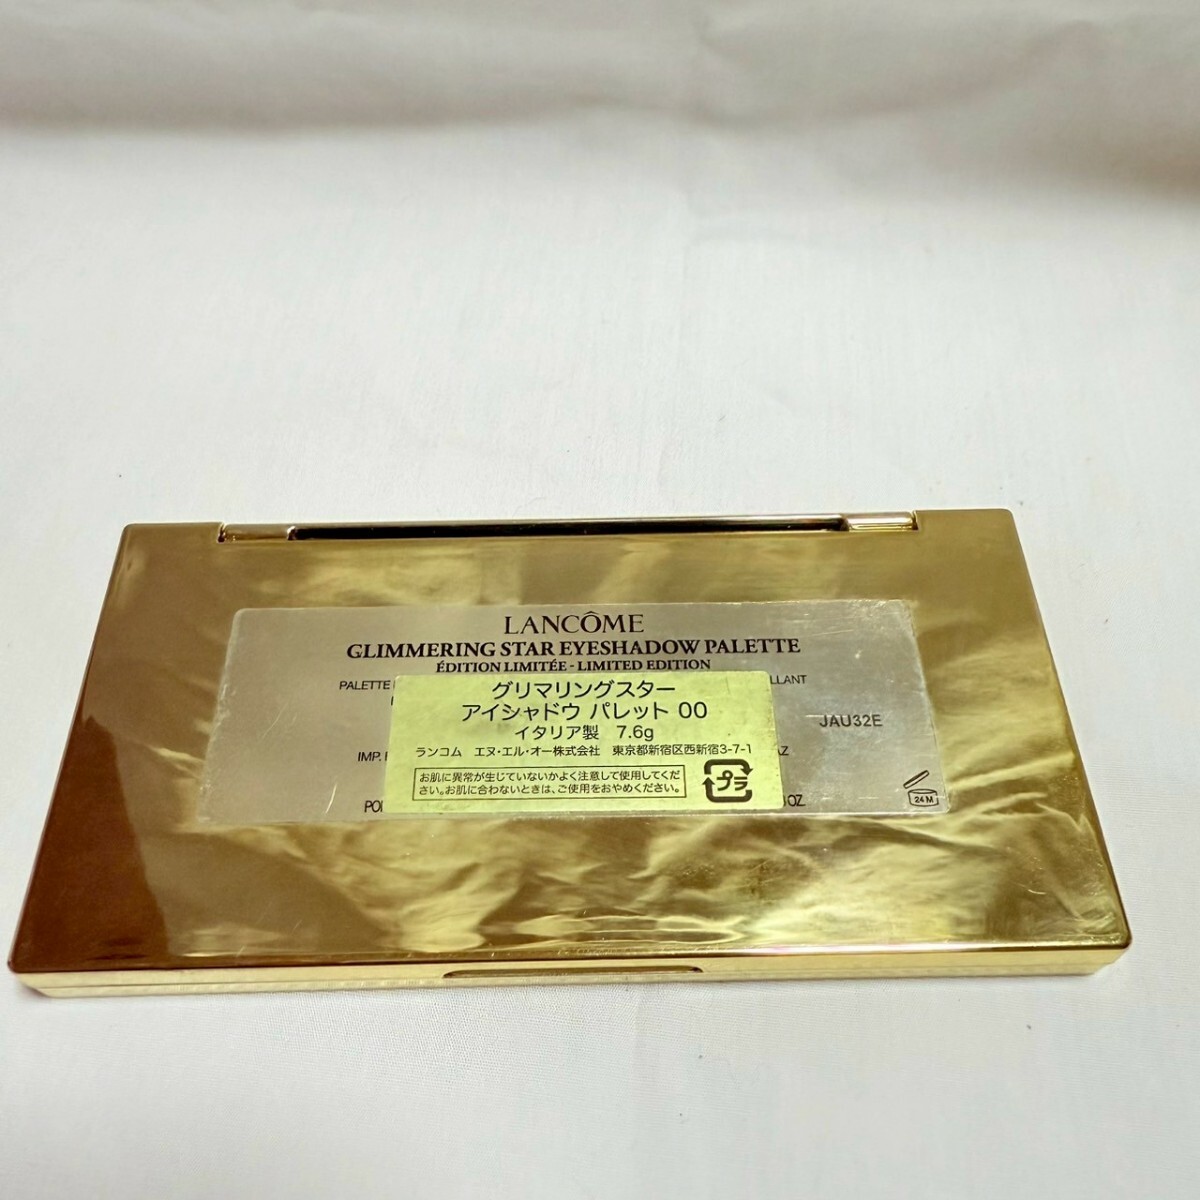 LANCÔME
GLIMMERING STAR EYESHADOW PALETTE
ÉDITION LIMITÉE - LIMITED EDITION
PALETTE
グリマリングスター
アイシャドウ パレット 00
イタリア製 7.6g
ランコム エヌ・エル・オー株式会社 東京都新宿区西新宿3-7-1
お肌に異常が生じていないかよく注意して使用してくだ
さい。お肌に合わないときは、ご使用をおやめください。
プラ
JAU32E
IMP.
OZ.
24 M